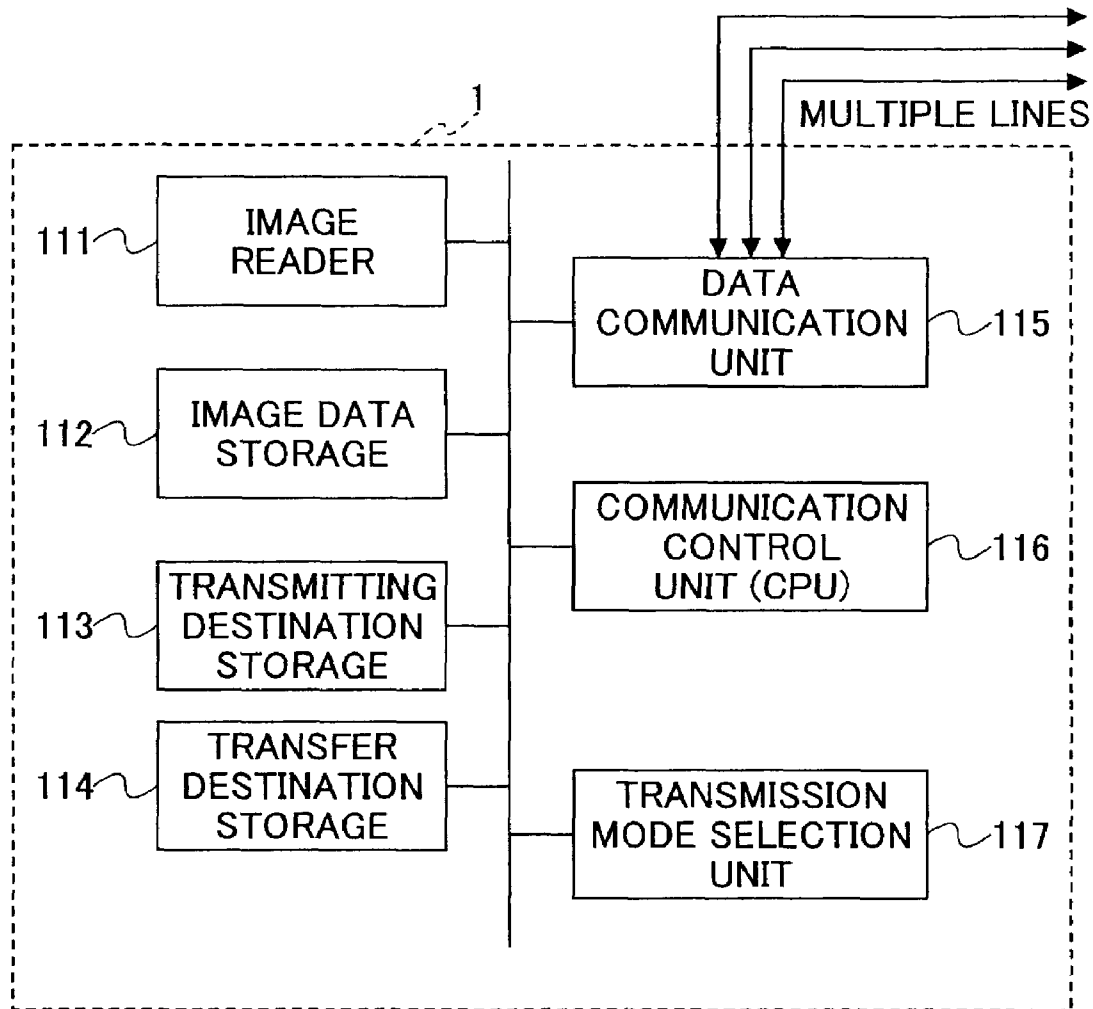 MULTIPLE LINES
1
111
IMAGE
READER
112
IMAGE DATA
STORAGE
113
TRANSMITTING
DESTINATION
STORAGE
114
TRANSFER
DESTINATION
STORAGE
DATA
COMMUNICATION
UNIT
115
COMMUNICATION
CONTROL
UNIT (CPU)
116
TRANSMISSION
MODE SELECTION
UNIT
117